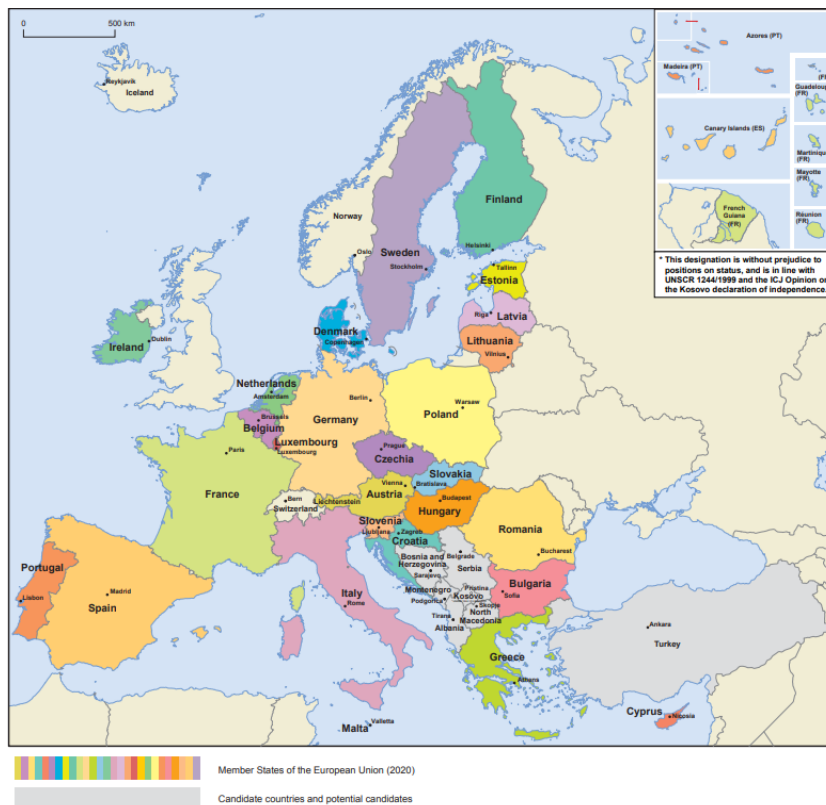 0 500 km
Reykjavik
Iceland
Azores (PT)
Madeira (PT)
Guadeloupe
(FR)
Canary Islands (ES)
Martinique
(FR)
Mayotte
(FR)
French
Guiana
(FR)
Réunion
(FR)
* This designation is without prejudice to
positions on status, and is in line with
UNSCR 1244/1999 and the ICJ Opinion on
the Kosovo declaration of independence.
Norway
Oslo
Sweden
Stockholm
Finland
Helsinki
Tallinn
Estonia
Riga
Latvia
Lithuania
Vilnius
Denmark
Copenhagen
Ireland
Dublin
Netherlands
Amsterdam
Brussels
Belgium
Luxembourg
Luxembourg
Berlin
Germany
Warsaw
Poland
Prague
Czechia
Slovakia
Bratislava
Vienna
Austria
Liechtenstein
Bern
Switzerland
Budapest
Hungary
Paris
France
Slovenia
Ljubljana
Zagreb
Croatia
Romania
Bucharest
Bosnia and
Herzegovina
Sarajevo
Belgrade
Serbia
Montenegro
Podgorica
Pristina
Kosovo
*
Bulgaria
Sofia
Skopje
North
Macedonia
Tirana
Albania
Portugal
Lisbon
Madrid
Spain
Italy
Rome
Greece
Athens
Ankara
Turkey
Cyprus
Nicosia
Malta
Valletta
Member States of the European Union (2020)
Candidate countries and potential candidates